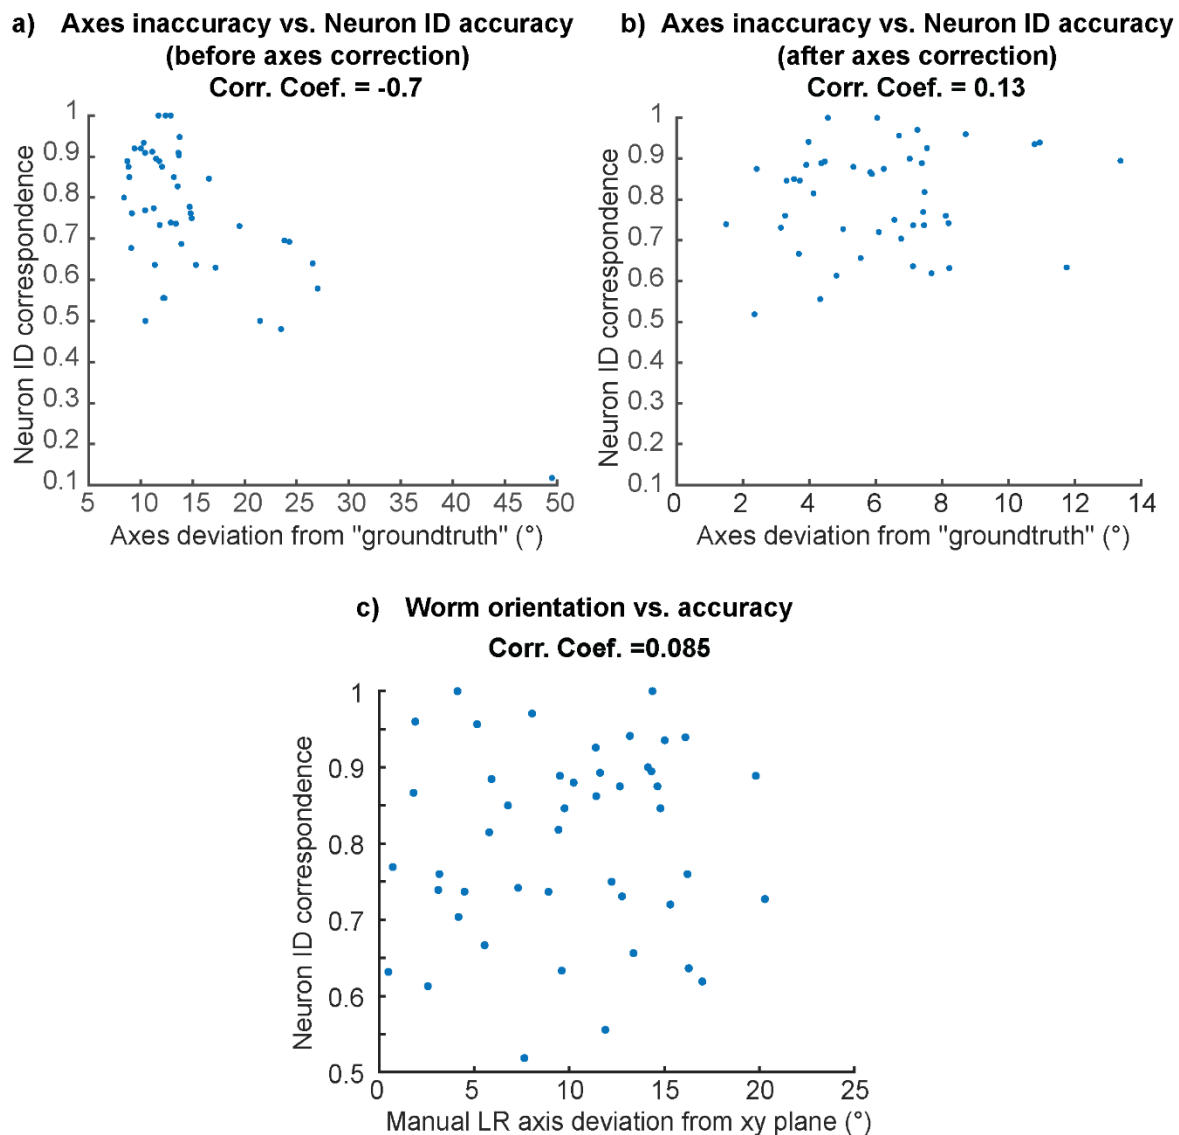 a) Axes inaccuracy vs. Neuron ID accuracy
(before axes correction)
Corr. Coef. = -0.7
1
0.9
0.8
0.7
0.6
0.5
0.4
0.3
0.2
0.1
Neuron ID correspondence
5 10 15 20 25 30 35 40 45 50
Axes deviation from "groundtruth" (°)
b) Axes inaccuracy vs. Neuron ID accuracy
(after axes correction)
Corr. Coef. = 0.13
1
0.9
0.8
0.7
0.6
0.5
0.4
0.3
0.2
0.1
Neuron ID correspondence
0 2 4 6 8 10 12 14
Axes deviation from "groundtruth" (°)
c) Worm orientation vs. accuracy
Corr. Coef. =0.085
1
0.9
0.8
0.7
0.6
0.5
Neuron ID correspondence
0 5 10 15 20 25
Manual LR axis deviation from xy plane (°)